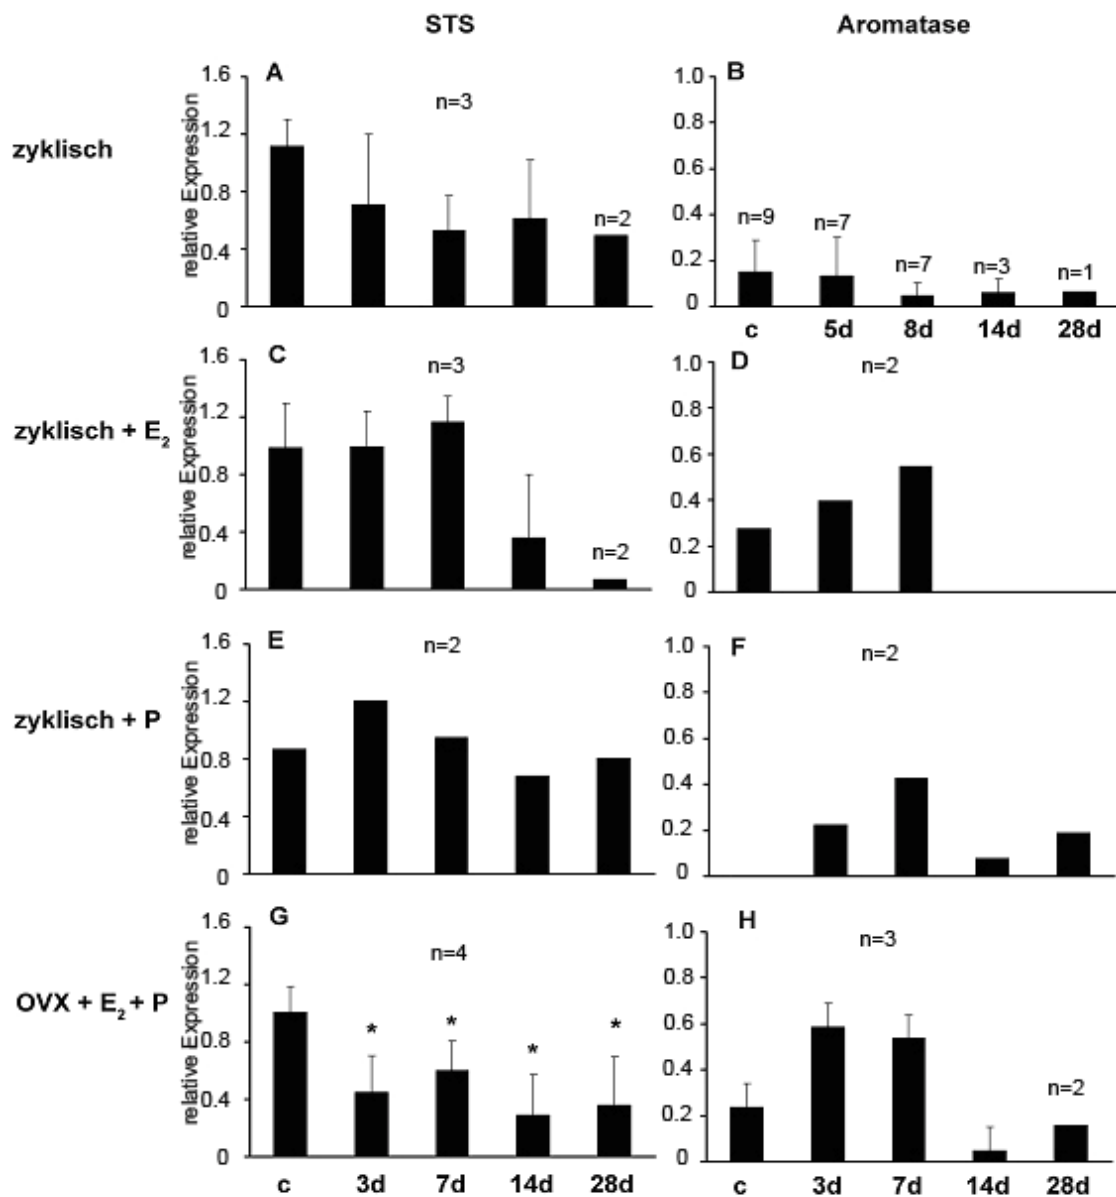 STS Aromatase
zyklisch
A
n=3
n=2
relative Expression
1.6
1.2
0.8
0.4
0
B
n=9 n=7 n=7 n=3 n=1
1.0
0.8
0.6
0.4
0.2
0
c 5d 8d 14d 28d
zyklisch + E₂
C
n=3
n=2
relative Expression
1.6
1.2
0.8
0.4
0
D
n=2
1.0
0.8
0.6
0.4
0.2
0
zyklisch + P
E
n=2
relative Expression
1.6
1.2
0.8
0.4
0
F
n=2
1.0
0.8
0.6
0.4
0.2
0
OVX + E₂ + P
G
n=4
* * * *
relative Expression
1.6
1.2
0.8
0.4
0
c 3d 7d 14d 28d
H
n=3
n=2
1.0
0.8
0.6
0.4
0.2
0
c 3d 7d 14d 28d